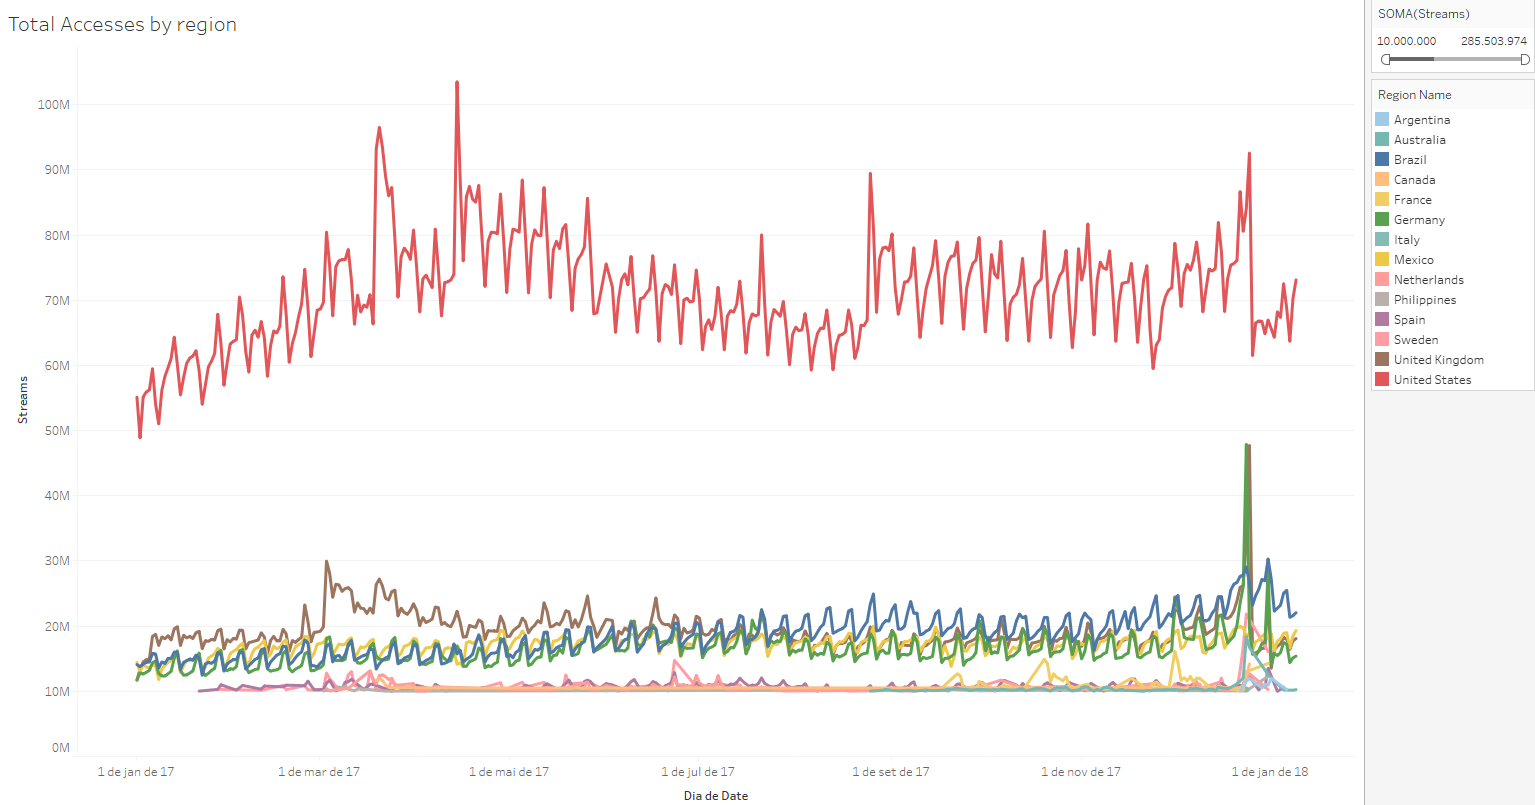 Total Accesses by region
SOMA(Streams)
10.000.000 285.503.974
Region Name
Argentina
Australia
Brazil
Canada
France
Germany
Italy
Mexico
Netherlands
Philippines
Spain
Sweden
United Kingdom
United States
Streams
100M
90M
80M
70M
60M
50M
40M
30M
20M
10M
0M
1 de jan de 17 1 de mar de 17 1 de mai de 17 1 de jul de 17 1 de set de 17 1 de nov de 17 1 de jan de 18
Dia de Date